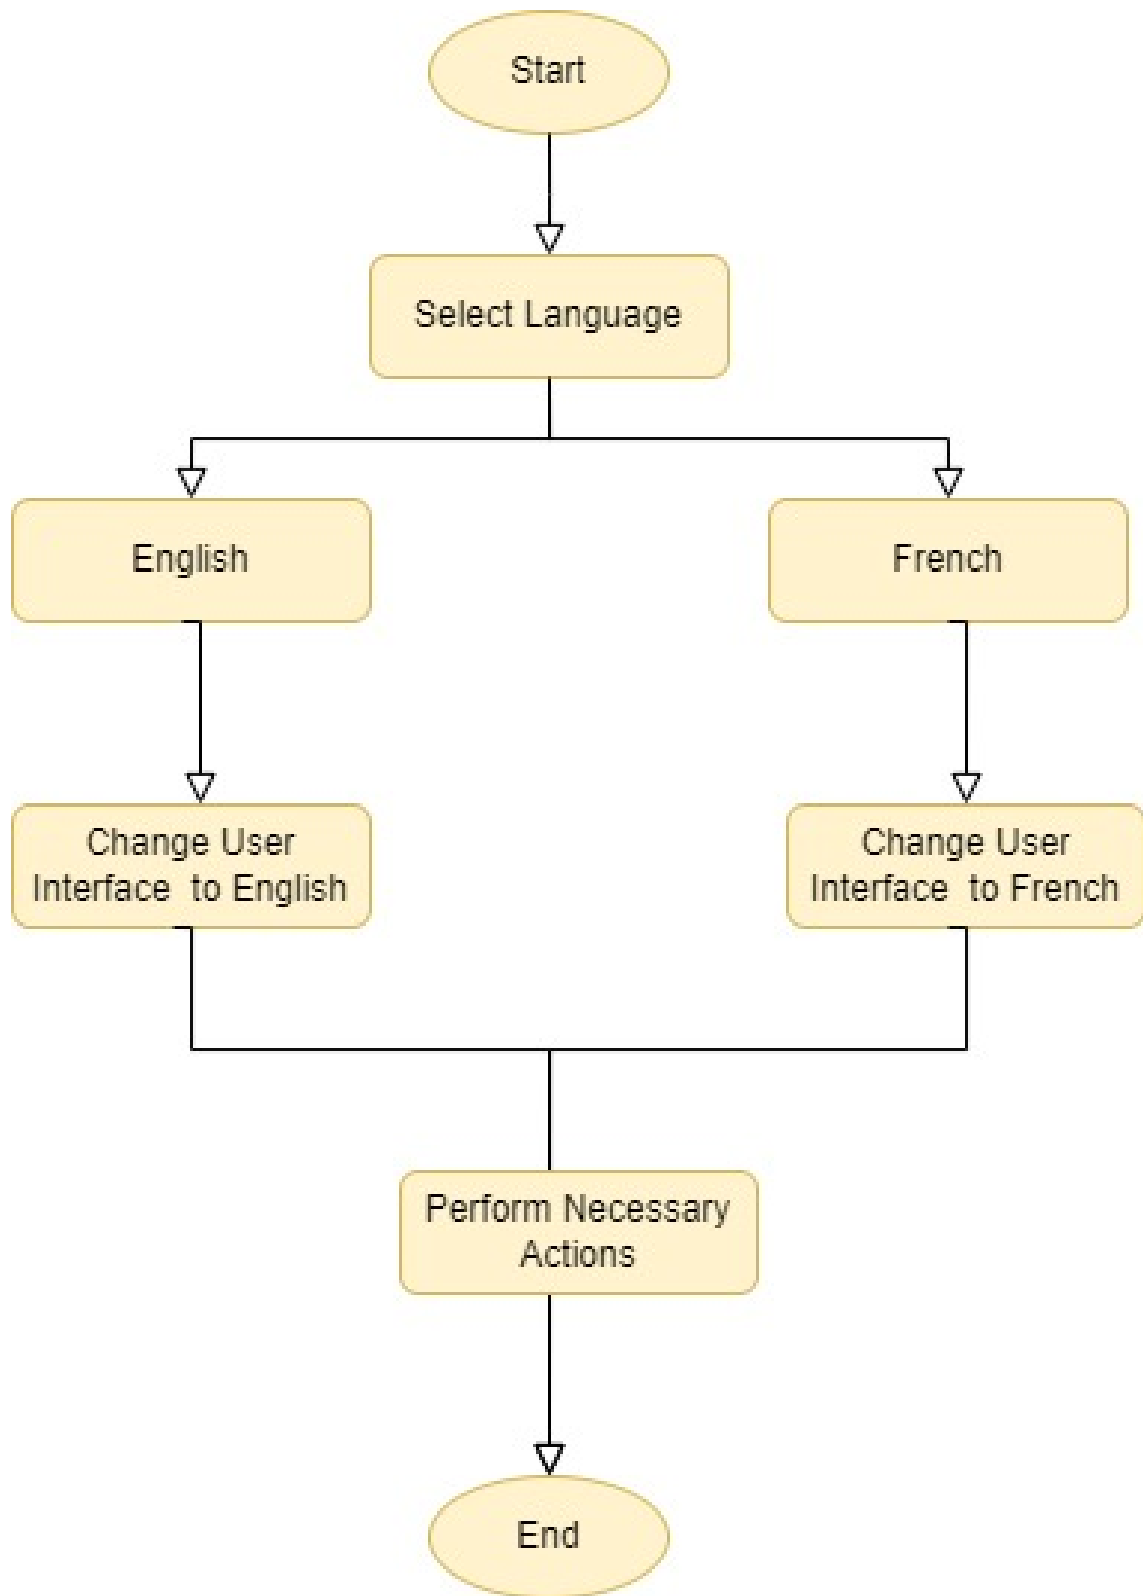 Start
Select Language
English
French
Change User
Interface  to English
Change User
Interface  to French
Perform Necessary
Actions
End